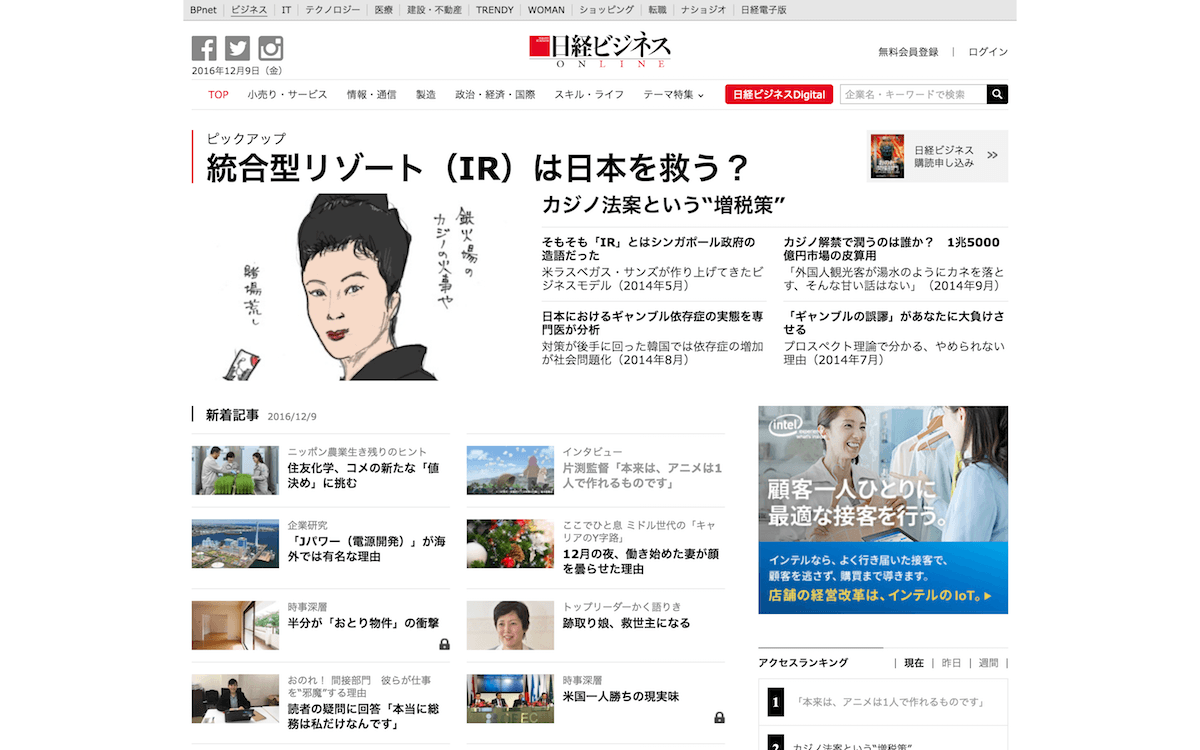 BPnet
ビジネス
IT
テクノロジー
医療
建設・不動産
TRENDY
WOMAN
ショッピング
転職
ナショジオ
日経電子版
2016年12月9日（金）
日経ビジネス
ONLINE
無料会員登録 | ログイン
TOP
小売り・サービス
情報・通信
製造
政治・経済・国際
スキル・ライフ
テーマ特集
日経ビジネスDigital
企業名・キーワードで検索
ピックアップ
統合型リゾート（IR）は日本を救う？
日経ビジネス
購読申し込み
鉄火場の
カジノの火事や
賭場荒し
カジノ法案という“増税策”
そもそも「IR」とはシンガポール政府の
造語だった
米ラスベガス・サンズが作り上げてきたビ
ジネスモデル（2014年5月）
カジノ解禁で潤うのは誰か？　1兆5000
億円市場の皮算用
「外国人観光客が湯水のようにカネを落と
す、そんな甘い話はない」（2014年9月）
日本におけるギャンブル依存症の実態を専
門医が分析
対策が後手に回った韓国では依存症の増加
が社会問題化（2014年8月）
「ギャンブルの誤謬」があなたに大負けさ
せる
プロスペクト理論で分かる、やめられない
理由（2014年7月）
新着記事 2016/12/9
ニッポン農業生き残りのヒント
住友化学、コメの新たな「値
決め」に挑む
インタビュー
片渕監督「本来は、アニメは1
人で作れるものです」
企業研究
「Jパワー（電源開発）」が海
外では有名な理由
ここでひと息 ミドル世代の「キャ
リアのY字路」
12月の夜、働き始めた妻が顔
を曇らせた理由
時事深層
半分が「おとり物件」の衝撃
トップリーダーかく語りき
跡取り娘、救世主になる
おのれ！ 間接部門　彼らが仕事
を“邪魔”する理由
読者の疑問に回答「本当に総
務は私だけなんです」
時事深層
米国一人勝ちの現実味
intel
顧客一人ひとりに
最適な接客を行う。
インテルなら、よく行き届いた接客で、
顧客を逃さず、購買まで導きます。
店舗の経営改革は、インテルのIoT。▶
アクセスランキング
| 現在 | 昨日 | 週間 |
1
「本来は、アニメは1人で作れるものです」
2
カジノ法案という“増税策”